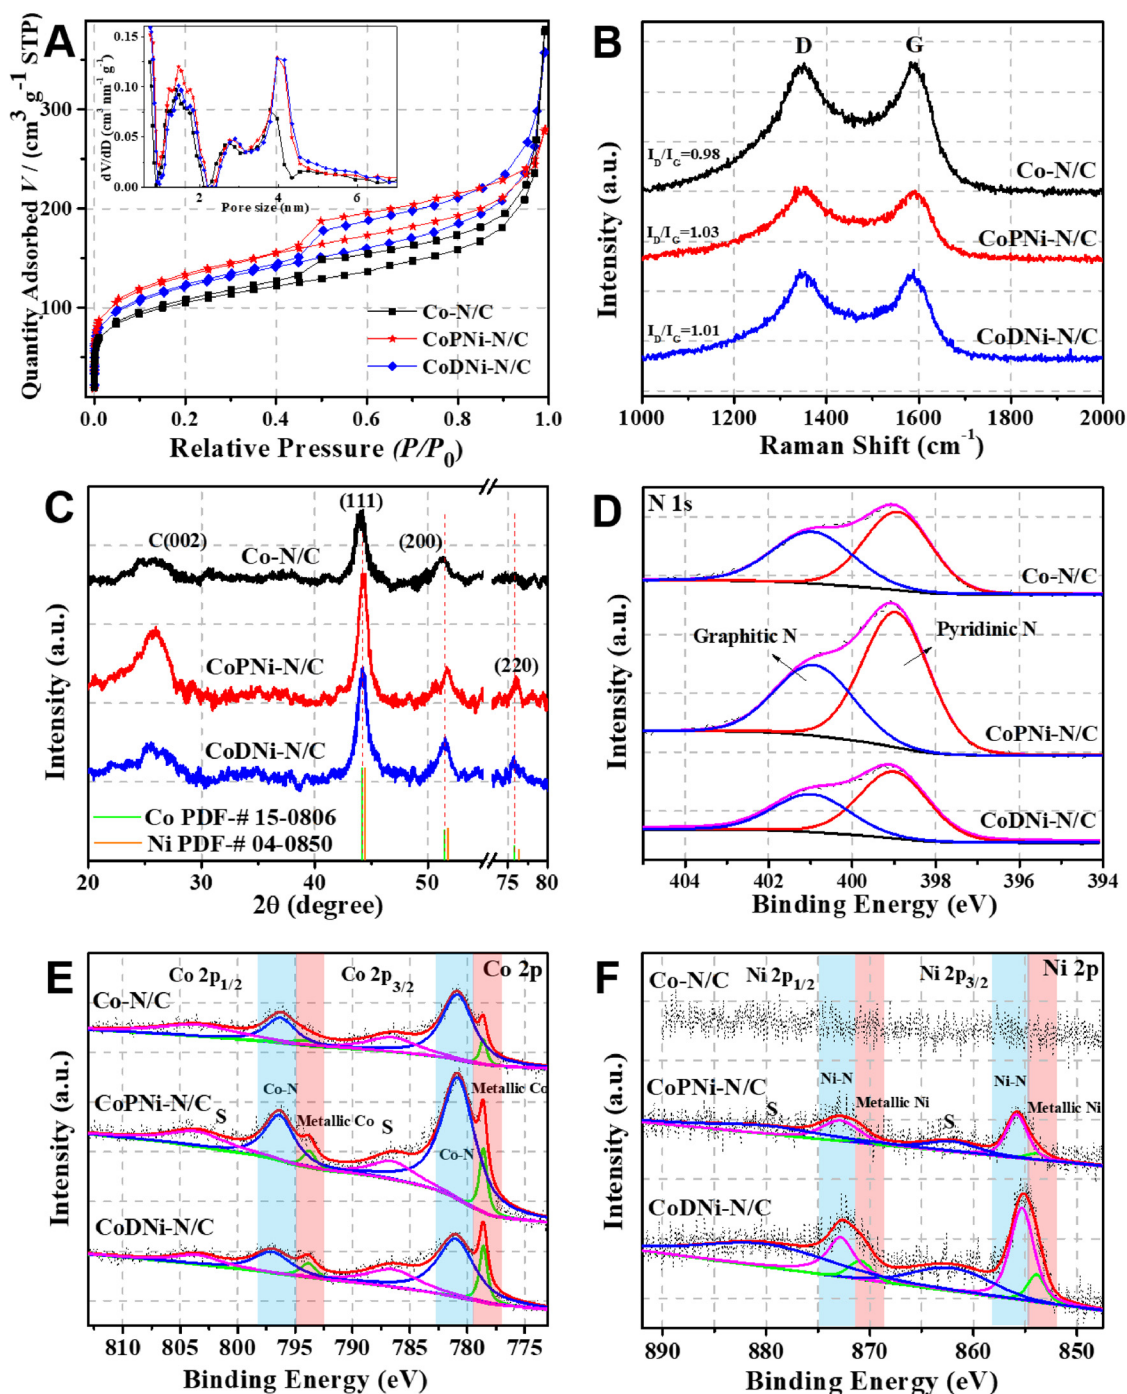 A
Quantity Adsorbed V / (cm³ g⁻¹ STP)
300
200
100
0.0 0.2 0.4 0.6 0.8 1.0
Relative Pressure (P/P₀)
dV/dD (cm³ nm⁻¹ g⁻¹)
0.15
0.10
0.05
0.00
2 4 6
Pore size (nm)
Co-N/C
CoPNi-N/C
CoDNi-N/C
B
Intensity (a.u.)
D G
I_D/I_G=0.98
Co-N/C
I_D/I_G=1.03
CoPNi-N/C
I_D/I_G=1.01
CoDNi-N/C
1000 1200 1400 1600 1800 2000
Raman Shift (cm⁻¹)
C
Intensity (a.u.)
(111)
C(002)
Co-N/C
(200)
CoPNi-N/C
(220)
CoDNi-N/C
Co PDF-# 15-0806
Ni PDF-# 04-0850
20 30 40 50 75 80
2θ (degree)
D
N 1s
Intensity (a.u.)
Co-N/C
Graphitic N
Pyridinic N
CoPNi-N/C
CoDNi-N/C
404 402 400 398 396 394
Binding Energy (eV)
E
Co 2p₁/₂
Co 2p₃/₂
Co 2p
Intensity (a.u.)
Co-N/C
CoPNi-N/C
S
Co-N
Metallic Co
S
Co-N
Metallic Co
CoDNi-N/C
810 805 800 795 790 785 780 775
Binding Energy (eV)
F
Ni 2p₁/₂
Ni 2p₃/₂
Ni 2p
Intensity (a.u.)
Co-N/C
CoPNi-N/C
S
Ni-N
Metallic Ni
S
Ni-N
Metallic Ni
CoDNi-N/C
890 880 870 860 850
Binding Energy (eV)